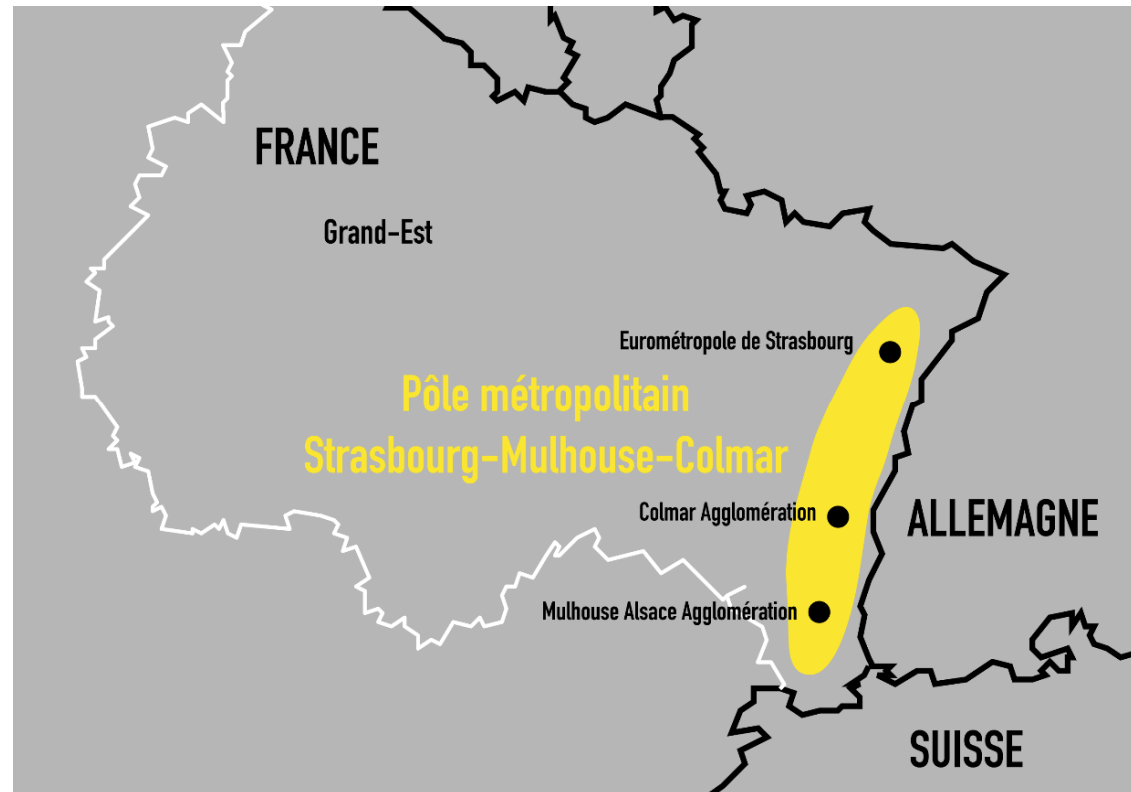 FRANCE
Grand-Est
Eurométropole de Strasbourg
Pôle métropolitain
Strasbourg-Mulhouse-Colmar
Colmar Agglomération
ALLEMAGNE
Mulhouse Alsace Agglomération
SUISSE